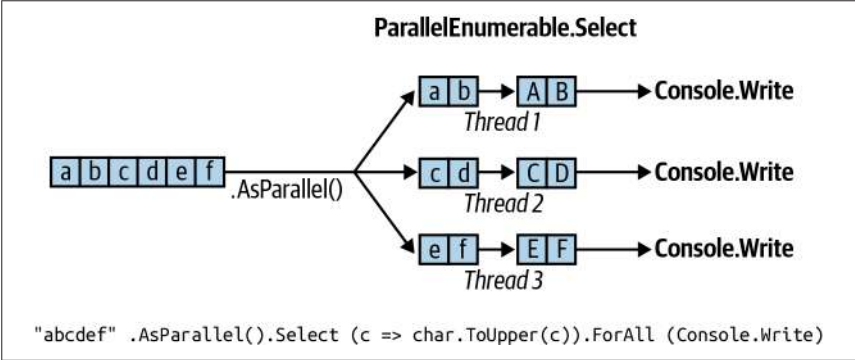 ParallelEnumerable.Select
a b A B Console.Write
Thread 1
a b c d e f .AsParallel() c d C D Console.Write
Thread 2
e f E F Console.Write
Thread 3
"abcdef" .AsParallel().Select (c => char.ToUpper(c)).ForAll (Console.Write)